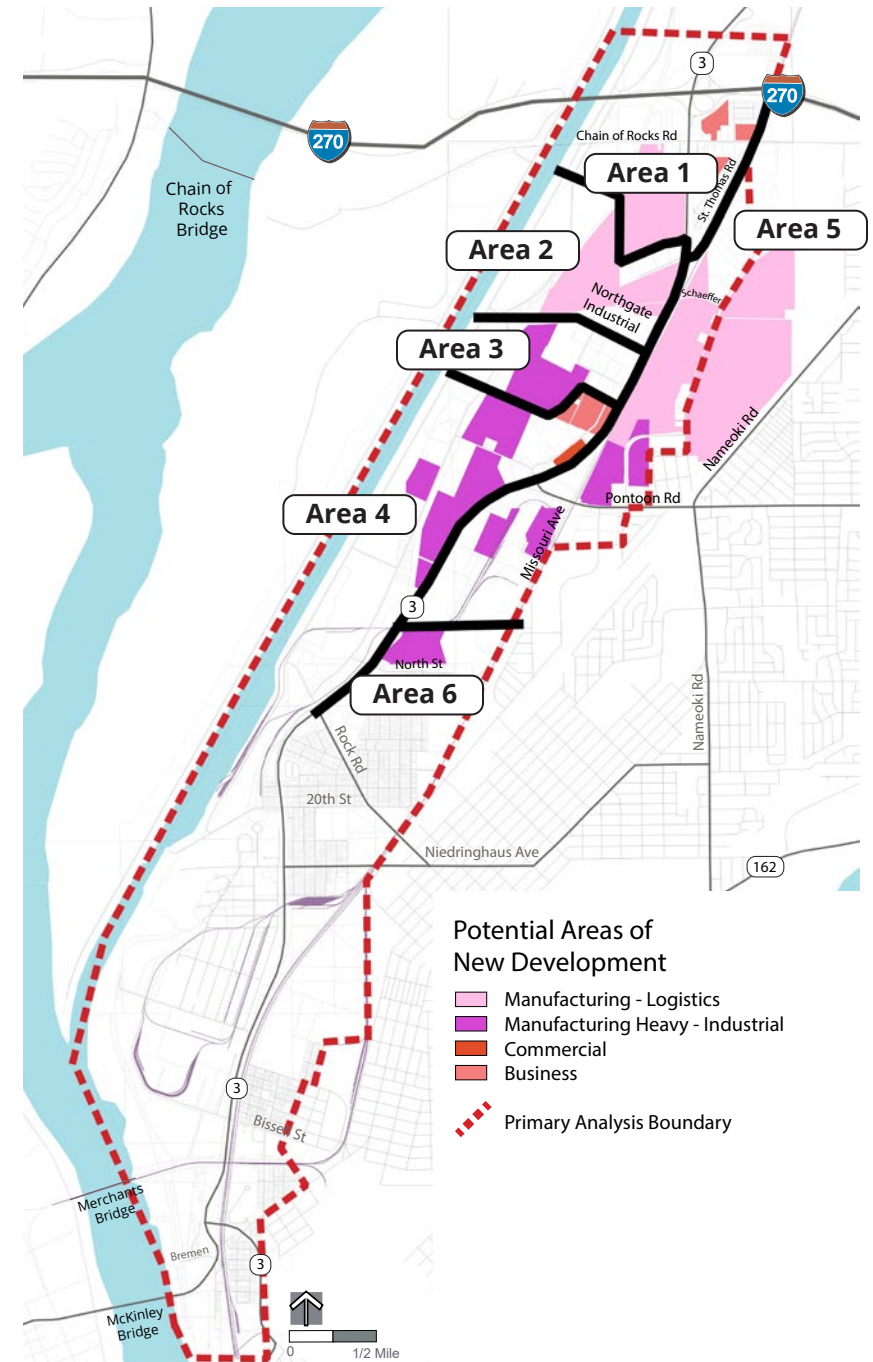 3
270
Chain of Rocks Rd
270
Area 1
St. Thomas Rd
Chain of
Rocks
Bridge
Area 5
Area 2
Schaeffer
Northgate
Industrial
Area 3
Nameoki Rd
Pontoon Rd
Area 4
Missouri Ave
3
North St
Area 6
Nameoki Rd
Rock Rd
20th St
Niedringhaus Ave
162
Potential Areas of
New Development
Manufacturing - Logistics
Manufacturing Heavy - Industrial
Commercial
Business
Primary Analysis Boundary
3
Bissell St
Merchants
Bridge
Bremen
3
McKinley
Bridge
0
1/2 Mile